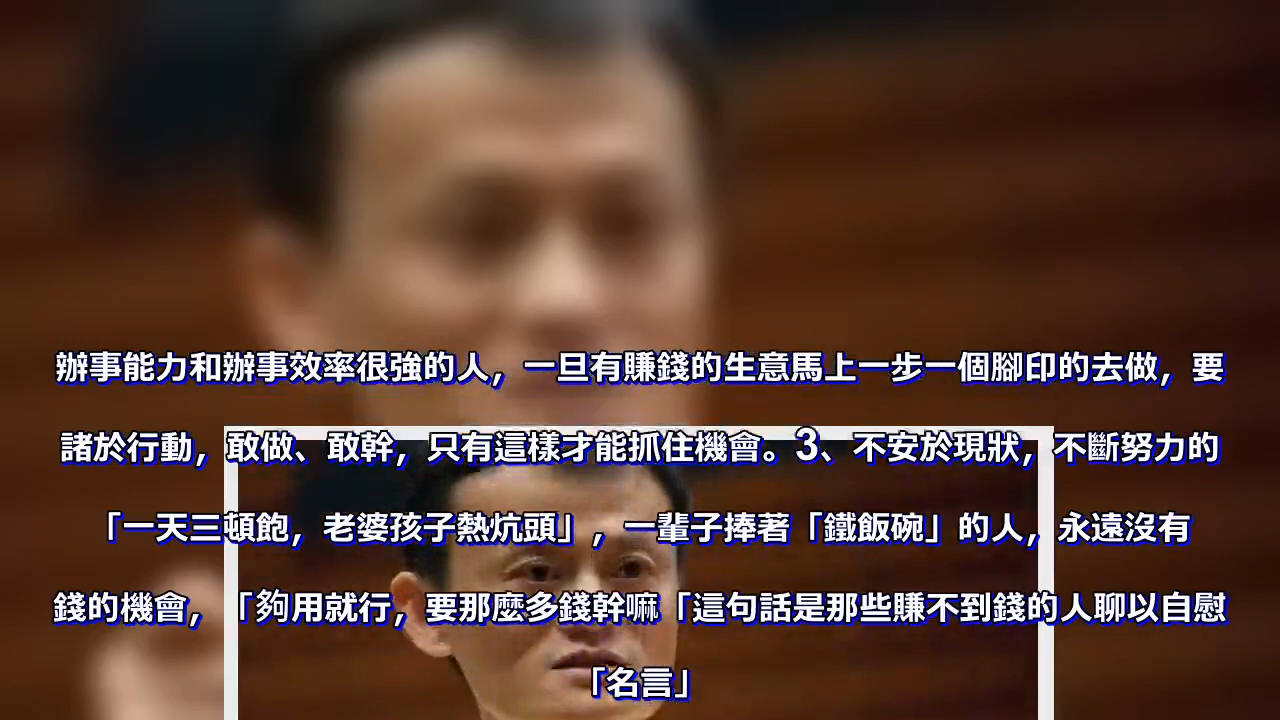 辦事能力和辦事效率很強的人，一旦有賺錢的生意馬上一步一個腳印的去做，要
諸於行動，敢做、敢幹，只有這樣才能抓住機會。3、不安於現狀，不斷努力的
「一天三頓飽，老婆孩子熱炕頭」，一輩子捧著「鐵飯碗」的人，永遠沒有
錢的機會，「夠用就行，要那麼多錢幹嘛「這句話是那些賺不到錢的人聊以自慰
「名言」